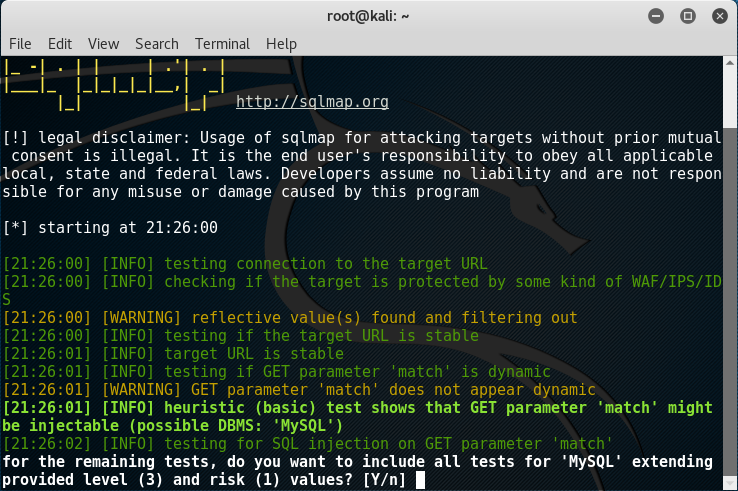 root@kali: ~
File Edit View Search Terminal Help
|_ -| . | |     | .'| . |
|___|_  |_|_|_|_|__,|  _|
      |_|           |_|   http://sqlmap.org
[!] legal disclaimer: Usage of sqlmap for attacking targets without prior mutual
 consent is illegal. It is the end user's responsibility to obey all applicable
local, state and federal laws. Developers assume no liability and are not respon
sible for any misuse or damage caused by this program
[*] starting at 21:26:00
[21:26:00] [INFO] testing connection to the target URL
[21:26:00] [INFO] checking if the target is protected by some kind of WAF/IPS/ID
S
[21:26:00] [WARNING] reflective value(s) found and filtering out
[21:26:00] [INFO] testing if the target URL is stable
[21:26:01] [INFO] target URL is stable
[21:26:01] [INFO] testing if GET parameter 'match' is dynamic
[21:26:01] [WARNING] GET parameter 'match' does not appear dynamic
[21:26:01] [INFO] heuristic (basic) test shows that GET parameter 'match' might
be injectable (possible DBMS: 'MySQL')
[21:26:02] [INFO] testing for SQL injection on GET parameter 'match'
for the remaining tests, do you want to include all tests for 'MySQL' extending
provided level (3) and risk (1) values? [Y/n]